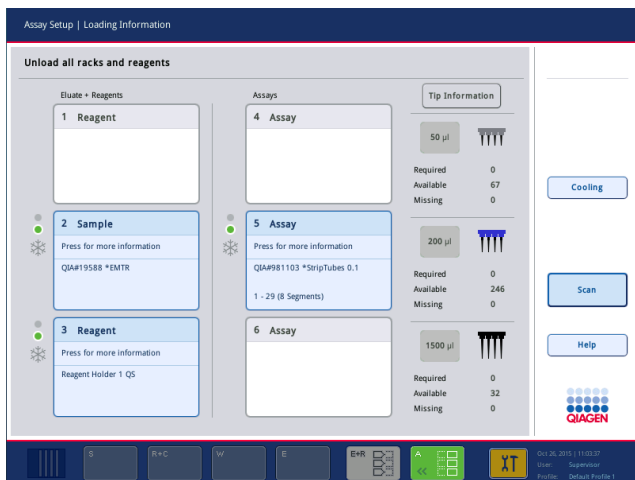 Assay Setup | Loading Information
Unload all racks and reagents
Eluate + Reagents
Assays
Tip Information
1 Reagent
4 Assay
50 µl
Required 0
Available 67
Missing 0
Cooling
2 Sample
Press for more information
QIA#19588 *EMTR
5 Assay
Press for more information
QIA#981103 *StripTubes 0.1
1 - 29 (8 Segments)
200 µl
Required 0
Available 246
Missing 0
Scan
3 Reagent
Press for more information
Reagent Holder 1 QS
6 Assay
1500 µl
Required 0
Available 32
Missing 0
Help
QIAGEN
S
R+C
W
E
E+R
A
Oct 26, 2015 | 11:03:37
User: Supervisor
Profile: Default Profile 1